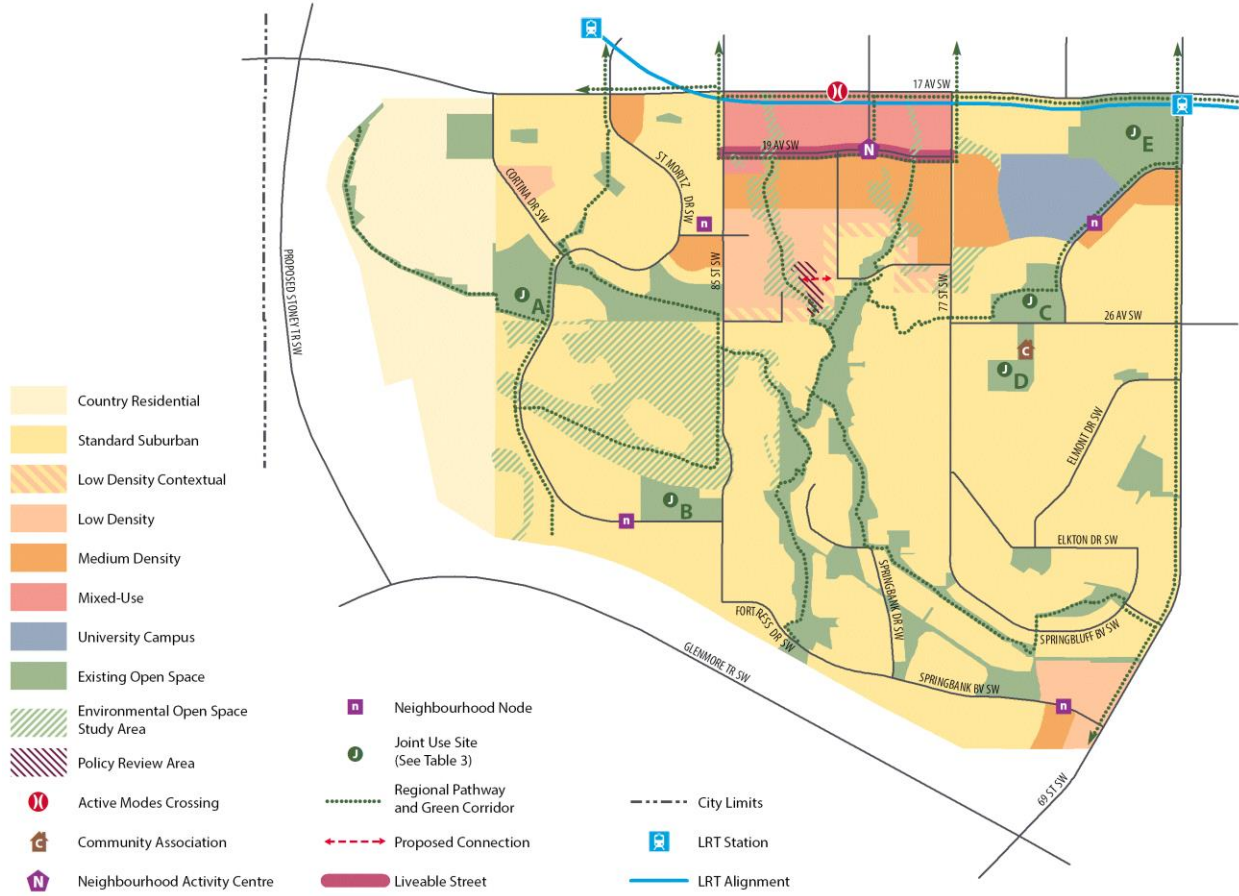 17 AV SW
J E
19 AV SW
N
ST MORITZ DR SW
CORTINA DR SW
n
n
85 ST SW
77 ST SW
PROPOSED STONEY TR SW
J A
J C
26 AV SW
C
J D
ELMONT DR SW
J B
n
ELKTON DR SW
SPRINGBANK DR SW
FORTRESS DR SW
SPRINGBLUFF BV SW
GLENMORE TR SW
SPRINGBANK BV SW
n
69 ST SW
Country Residential
Standard Suburban
Low Density Contextual
Low Density
Medium Density
Mixed-Use
University Campus
Existing Open Space
Environmental Open Space
Study Area
Policy Review Area
Active Modes Crossing
C Community Association
N Neighbourhood Activity Centre
n Neighbourhood Node
J Joint Use Site
(See Table 3)
Regional Pathway
and Green Corridor
Proposed Connection
Liveable Street
City Limits
LRT Station
LRT Alignment